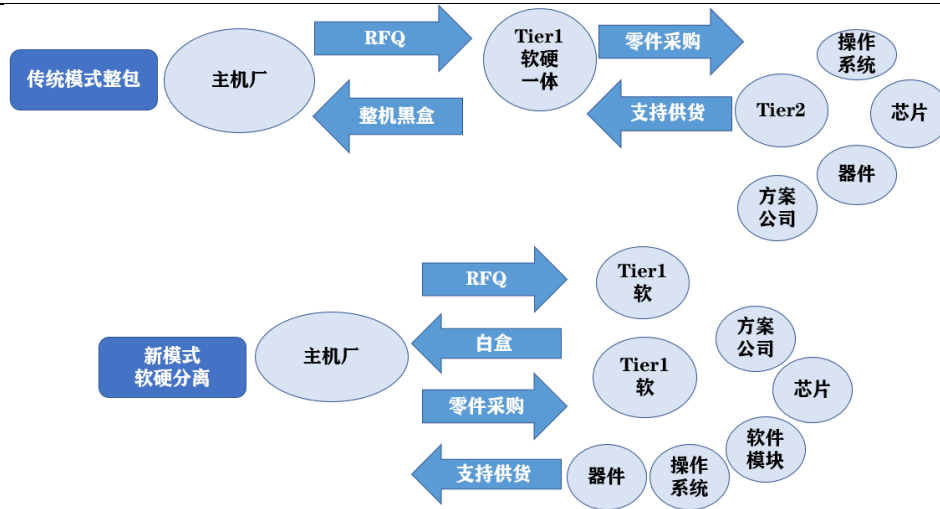 传统模式整包
主机厂
RFQ
整机黑盒
Tier1
软硬
一体
零件采购
支持供货
操作
系统
Tier2
芯片
器件
方案
公司
新模式
软硬分离
主机厂
RFQ
白盒
零件采购
支持供货
Tier1
软
Tier1
软
方案
公司
芯片
软件
模块
操作
系统
器件